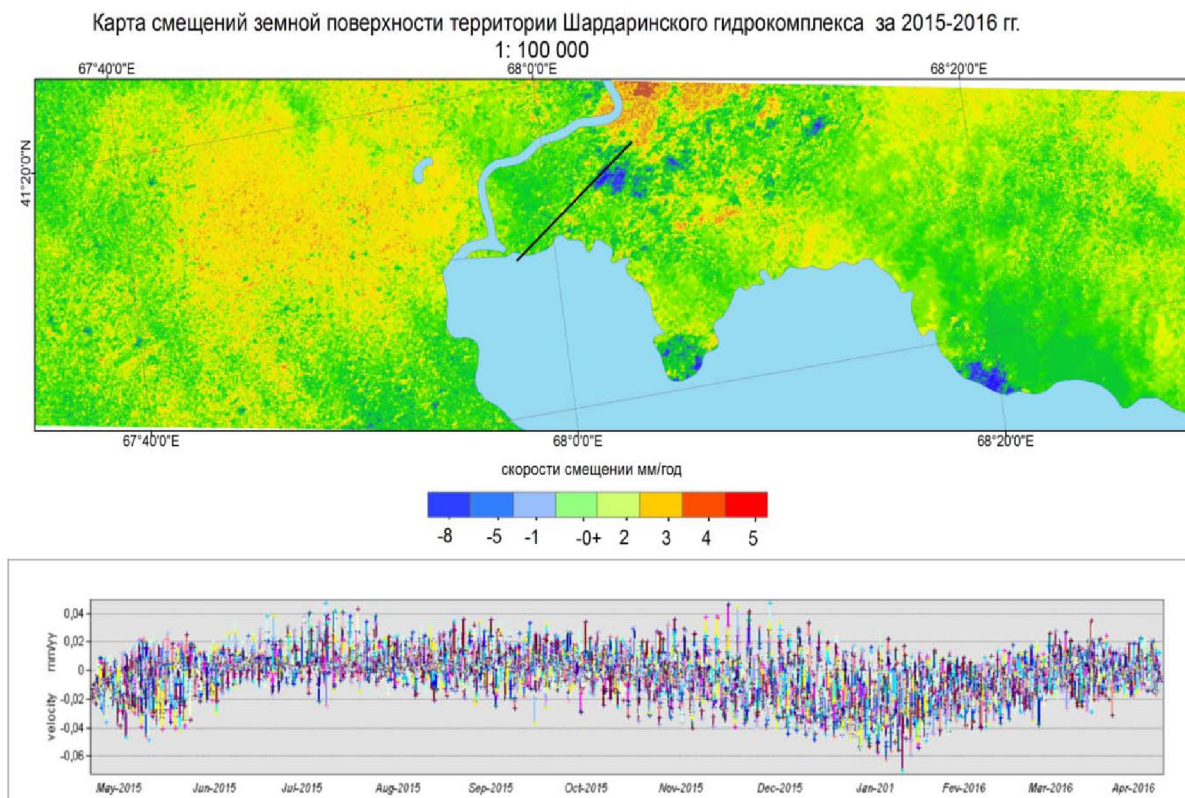 Карта смещений земной поверхности территории Шардаринского гидрокомплекса за 2015-2016 гг.
1: 100 000
67°40'0"E 68°0'0"E 68°20'0"E
41°20'0"N
67°40'0"E 68°0'0"E 68°20'0"E
скорости смещении мм/год
-8 -5 -1 -0+ 2 3 4 5
velocity mm/yy
0,04
0,02
0
-0,02
-0,04
-0,06
May-2015 Jun-2015 Jul-2015 Aug-2015 Sep-2015 Oct-2015 Nov-2015 Dec-2015 Jan-201 Fev-2016 Mar-2016 Apr-2016